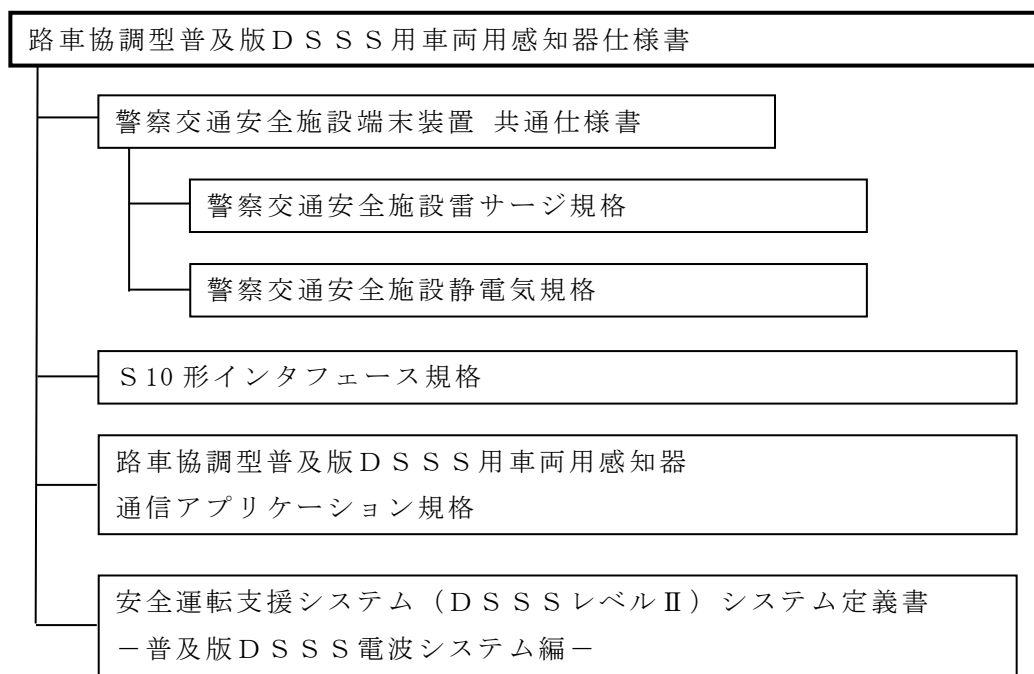 路車協調型普及版ＤＳＳＳ用車両用感知器仕様書
警察交通安全施設端末装置 共通仕様書
警察交通安全施設雷サージ規格
警察交通安全施設静電気規格
Ｓ10形インタフェース規格
路車協調型普及版ＤＳＳＳ用車両用感知器
通信アプリケーション規格
安全運転支援システム（ＤＳＳＳレベルⅡ）システム定義書
－普及版ＤＳＳＳ電波システム編－